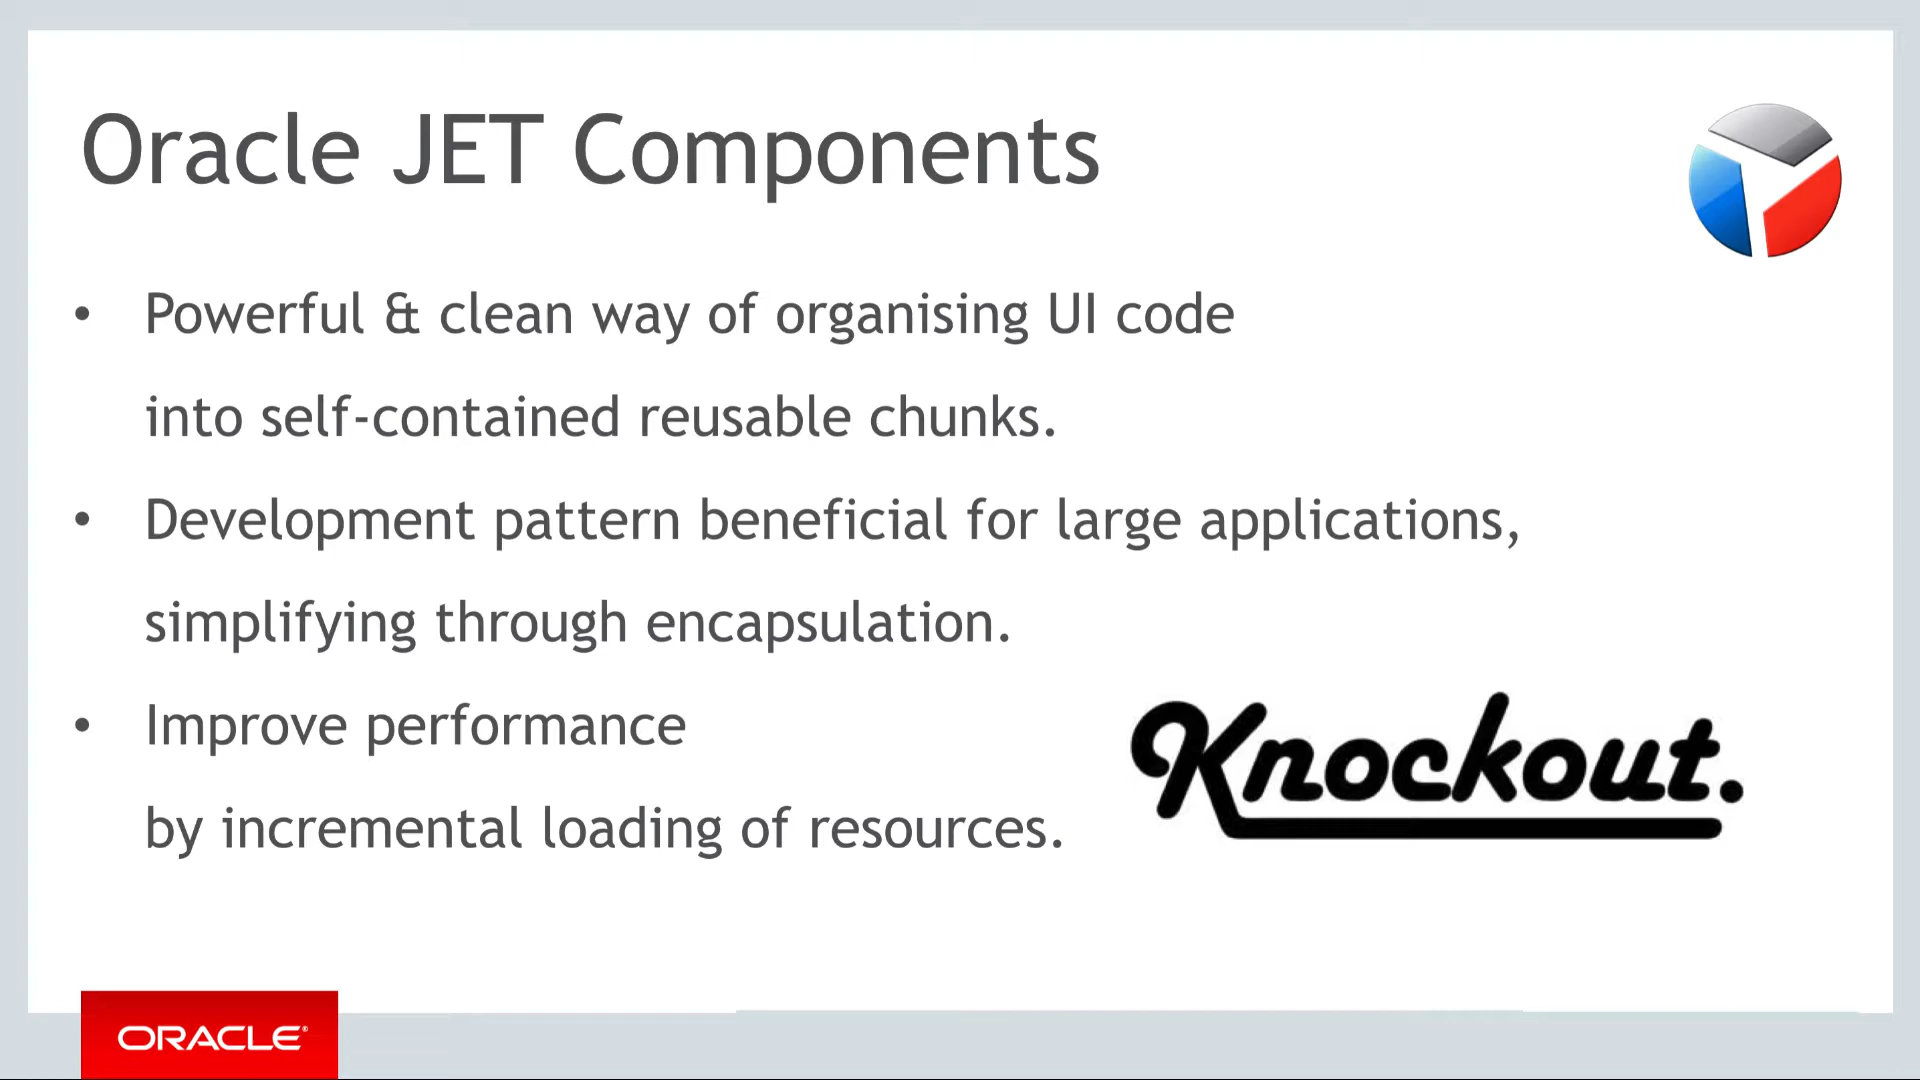 Oracle JET Components
• Powerful & clean way of organising UI code
into self-contained reusable chunks.
• Development pattern beneficial for large applications,
simplifying through encapsulation.
• Improve performance
by incremental loading of resources.
Knockout.
ORACLE®